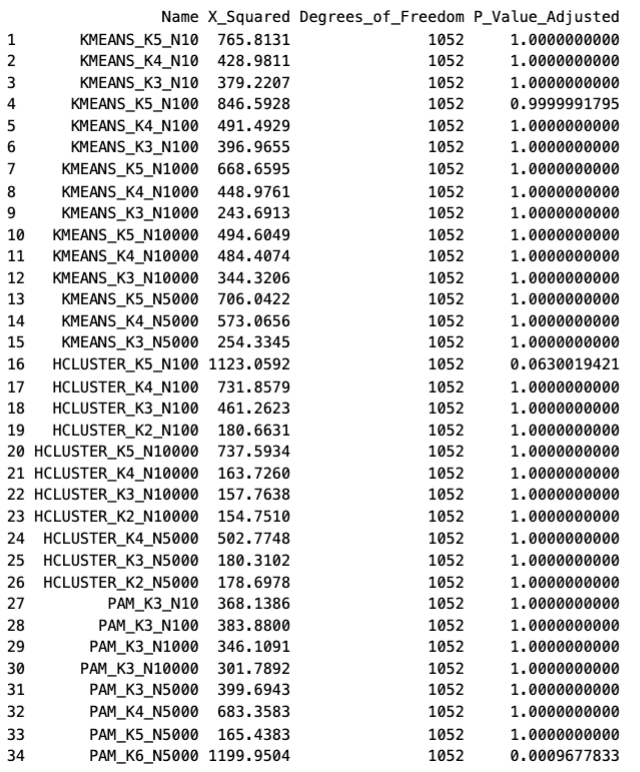 Name X_Squared Degrees_of_Freedom P_Value_Adjusted
1 KMEANS_K5_N10 765.8131 1052 1.0000000000
2 KMEANS_K4_N10 428.9811 1052 1.0000000000
3 KMEANS_K3_N10 379.2207 1052 1.0000000000
4 KMEANS_K5_N100 846.5928 1052 0.9999991795
5 KMEANS_K4_N100 491.4929 1052 1.0000000000
6 KMEANS_K3_N100 396.9655 1052 1.0000000000
7 KMEANS_K5_N1000 668.6595 1052 1.0000000000
8 KMEANS_K4_N1000 448.9761 1052 1.0000000000
9 KMEANS_K3_N1000 243.6913 1052 1.0000000000
10 KMEANS_K5_N10000 494.6049 1052 1.0000000000
11 KMEANS_K4_N10000 484.4074 1052 1.0000000000
12 KMEANS_K3_N10000 344.3206 1052 1.0000000000
13 KMEANS_K5_N5000 706.0422 1052 1.0000000000
14 KMEANS_K4_N5000 573.0656 1052 1.0000000000
15 KMEANS_K3_N5000 254.3345 1052 1.0000000000
16 HCLUSTER_K5_N100 1123.0592 1052 0.0630019421
17 HCLUSTER_K4_N100 731.8579 1052 1.0000000000
18 HCLUSTER_K3_N100 461.2623 1052 1.0000000000
19 HCLUSTER_K2_N100 180.6631 1052 1.0000000000
20 HCLUSTER_K5_N10000 737.5934 1052 1.0000000000
21 HCLUSTER_K4_N10000 163.7260 1052 1.0000000000
22 HCLUSTER_K3_N10000 157.7638 1052 1.0000000000
23 HCLUSTER_K2_N10000 154.7510 1052 1.0000000000
24 HCLUSTER_K4_N5000 502.7748 1052 1.0000000000
25 HCLUSTER_K3_N5000 180.3102 1052 1.0000000000
26 HCLUSTER_K2_N5000 178.6978 1052 1.0000000000
27 PAM_K3_N10 368.1386 1052 1.0000000000
28 PAM_K3_N100 383.8800 1052 1.0000000000
29 PAM_K3_N1000 346.1091 1052 1.0000000000
30 PAM_K3_N10000 301.7892 1052 1.0000000000
31 PAM_K3_N5000 399.6943 1052 1.0000000000
32 PAM_K4_N5000 683.3583 1052 1.0000000000
33 PAM_K5_N5000 165.4383 1052 1.0000000000
34 PAM_K6_N5000 1199.9504 1052 0.0009677833